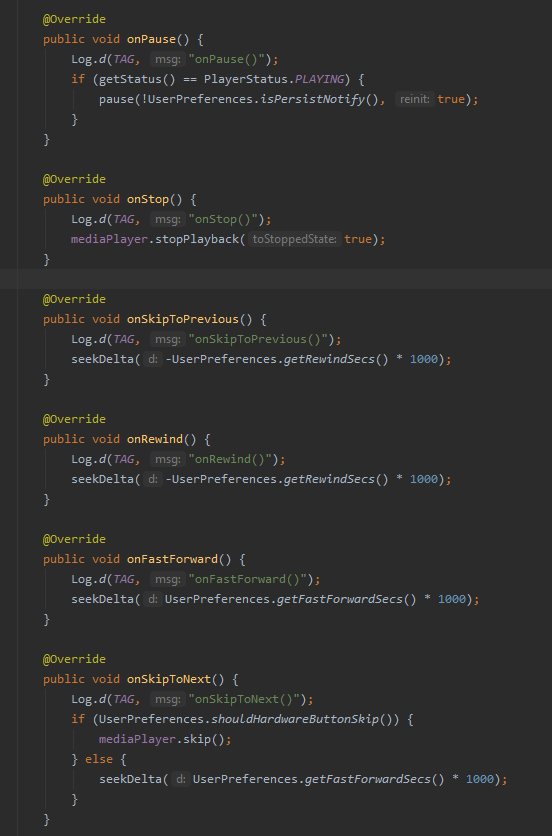 @Override
public void onPause() {
Log.d(TAG, msg: "onPause()");
if (getStatus() == PlayerStatus.PLAYING) {
pause(!UserPreferences.isPersistNotify(), reinit: true);
}
}
@Override
public void onStop() {
Log.d(TAG, msg: "onStop()");
mediaPlayer.stopPlayback( toStoppedState: true);
}
@Override
public void onSkipToPrevious() {
Log.d(TAG, msg: "onSkipToPrevious()");
seekDelta( d: -UserPreferences.getRewindSecs() * 1000);
}
@Override
public void onRewind() {
Log.d(TAG, msg: "onRewind()");
seekDelta( d: -UserPreferences.getRewindSecs() * 1000);
}
@Override
public void onFastForward() {
Log.d(TAG, msg: "onFastForward()");
seekDelta( d: UserPreferences.getFastForwardSecs() * 1000);
}
@Override
public void onSkipToNext() {
Log.d(TAG, msg: "onSkipToNext()");
if (UserPreferences.shouldHardwareButtonSkip()) {
mediaPlayer.skip();
} else {
seekDelta( d: UserPreferences.getFastForwardSecs() * 1000);
}
}